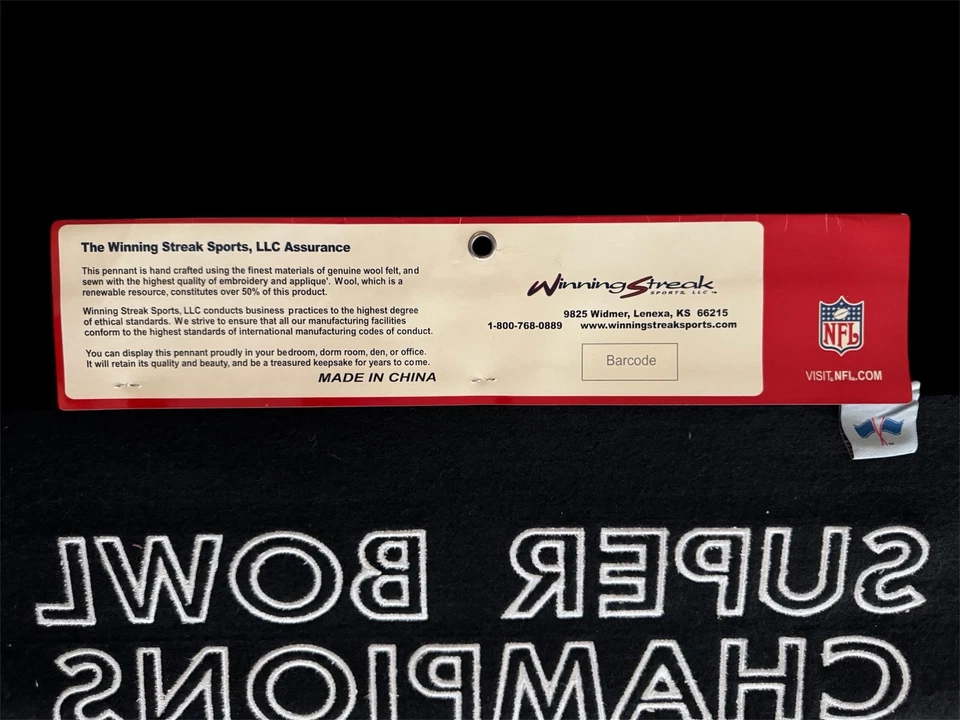 The Winning Streak Sports, LLC Assurance
This pennant is hand crafted using the finest materials of genuine wool felt, and
sewn with the highest quality of embroidery and applique'. Wool, which is a
renewable resource, constitutes over 50% of this product.
Winning Streak Sports, LLC conducts business practices to the highest degree
of ethical standards. We strive to ensure that all our manufacturing facilities
conform to the highest standards of international manufacturing codes of conduct.
You can display this pennant proudly in your bedroom, dorm room, den, or office.
It will retain its quality and beauty, and be a treasured keepsake for years to come.
MADE IN CHINA
WinningStreak
SPORTS, LLC ™
9825 Widmer, Lenexa, KS 66215
1-800-768-0889 www.winningstreaksports.com
Barcode
NFL
VISIT NFL.COM
SUPER BOWL
CHAMPIONS